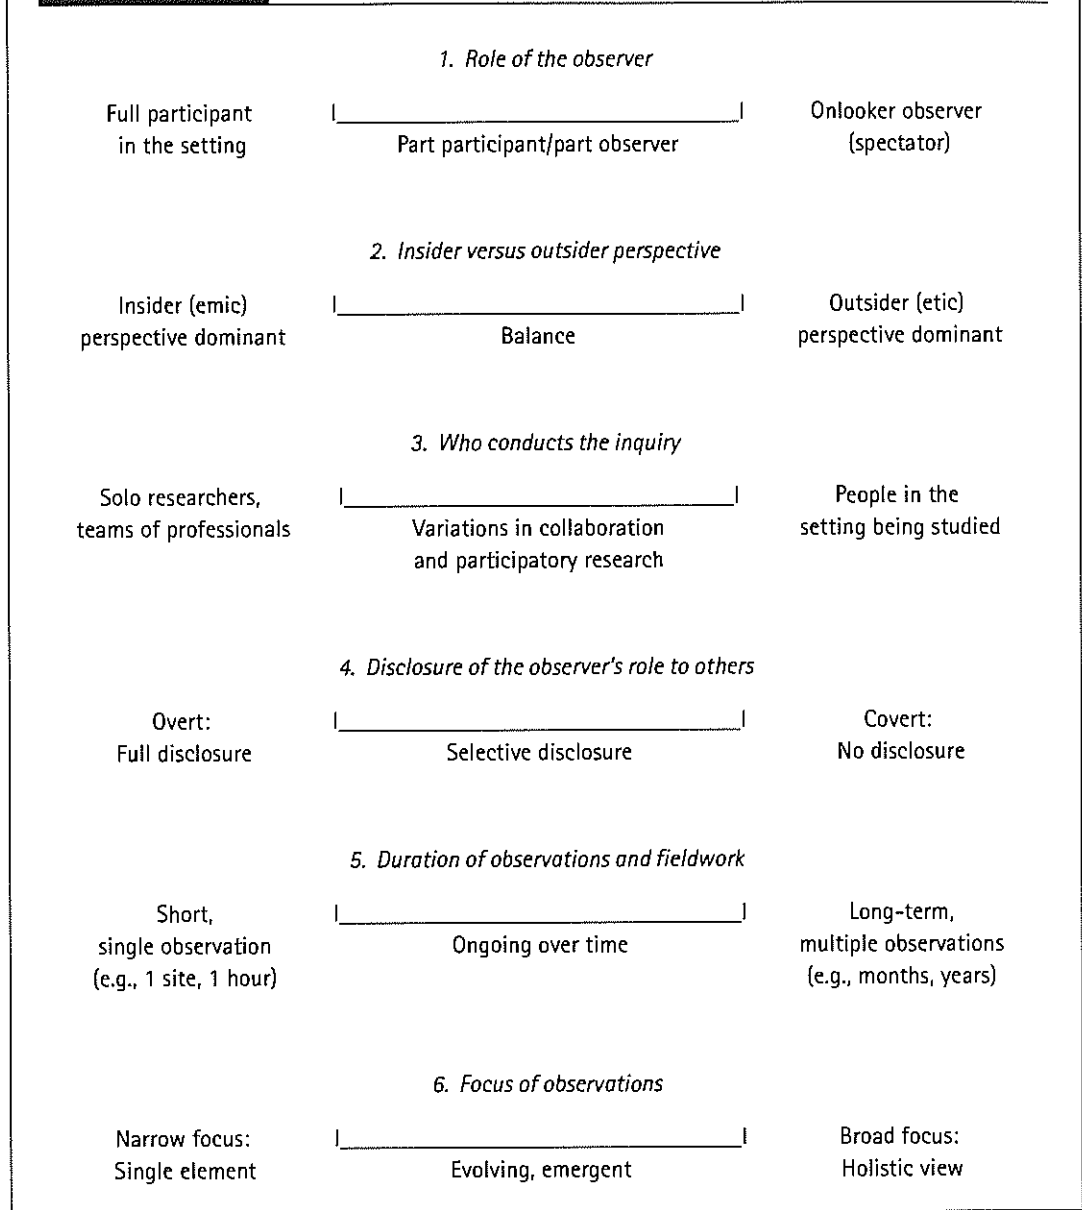 1. Role of the observer
Full participant
in the setting
Part participant/part observer
Onlooker observer
(spectator)
2. Insider versus outsider perspective
Insider (emic)
perspective dominant
Balance
Outsider (etic)
perspective dominant
3. Who conducts the inquiry
Solo researchers,
teams of professionals
Variations in collaboration
and participatory research
People in the
setting being studied
4. Disclosure of the observer's role to others
Overt:
Full disclosure
Selective disclosure
Covert:
No disclosure
5. Duration of observations and fieldwork
Short,
single observation
(e.g., 1 site, 1 hour)
Ongoing over time
Long-term,
multiple observations
(e.g., months, years)
6. Focus of observations
Narrow focus:
Single element
Evolving, emergent
Broad focus:
Holistic view